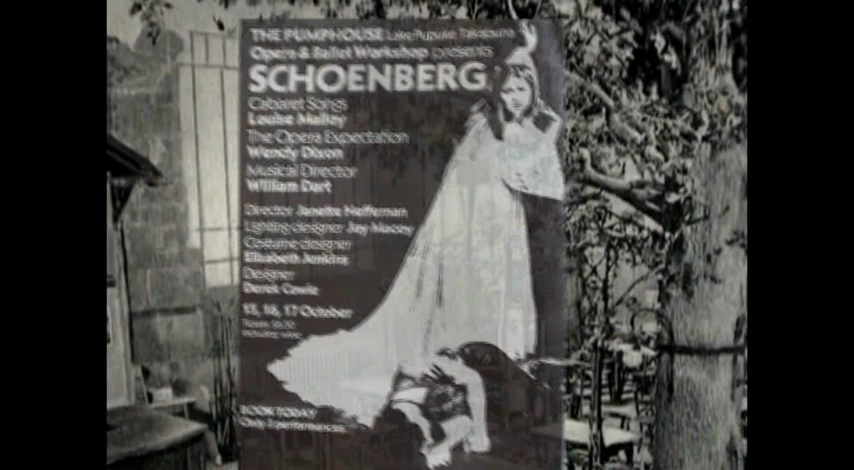 THE PUMPHOUSE Lake Pupuke, Takapuna
Opera & Ballet Workshop presents
SCHOENBERG
Cabaret Songs
Louise Malloy
The Opera Expectation
Wendy Dixon
Musical Director
William Dart
Director Janette Heffernan
Lighting designer Jay Macey
Costume designer
Elisabeth Jenkins
Designer
Derek Cowie
15, 16, 17 October
BOOK TODAY
Only 3 performances